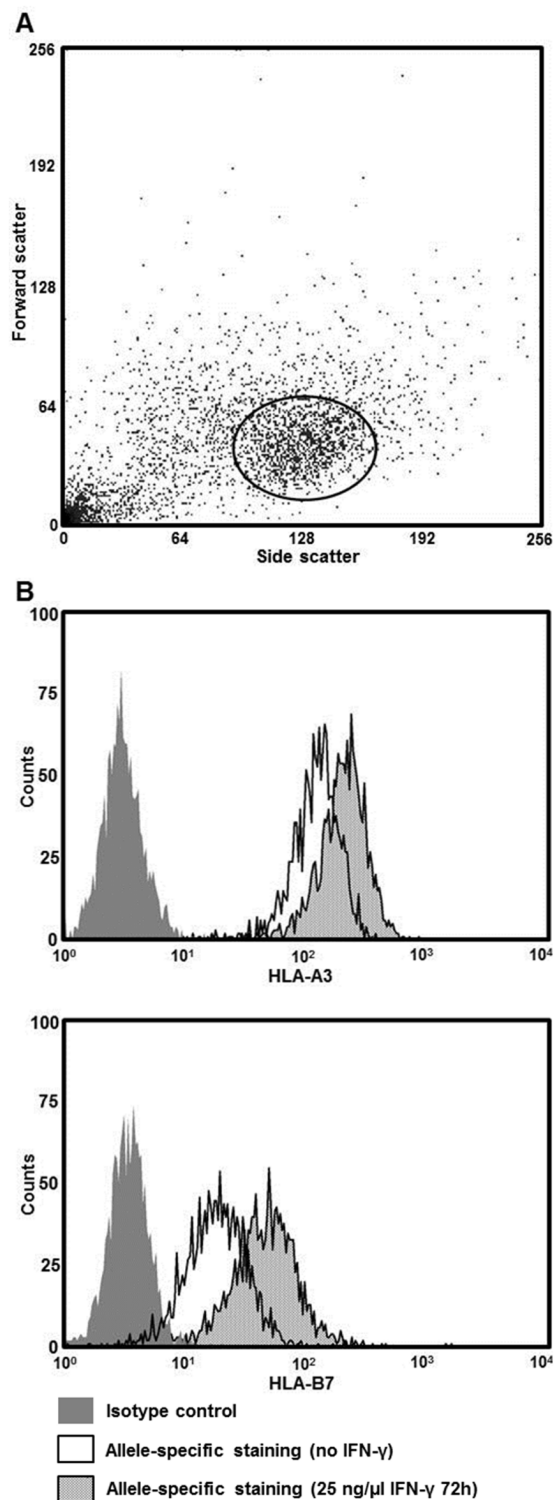 A
256
192
128
64
0
Forward scatter
0 64 128 192 256
Side scatter
B
100
75
50
25
0
Counts
10⁰ 10¹ 10² 10³ 10⁴
HLA-A3
100
75
50
25
0
Counts
10⁰ 10¹ 10² 10³ 10⁴
HLA-B7
Isotype control
Allele-specific staining (no IFN-γ)
Allele-specific staining (25 ng/µl IFN-γ 72h)